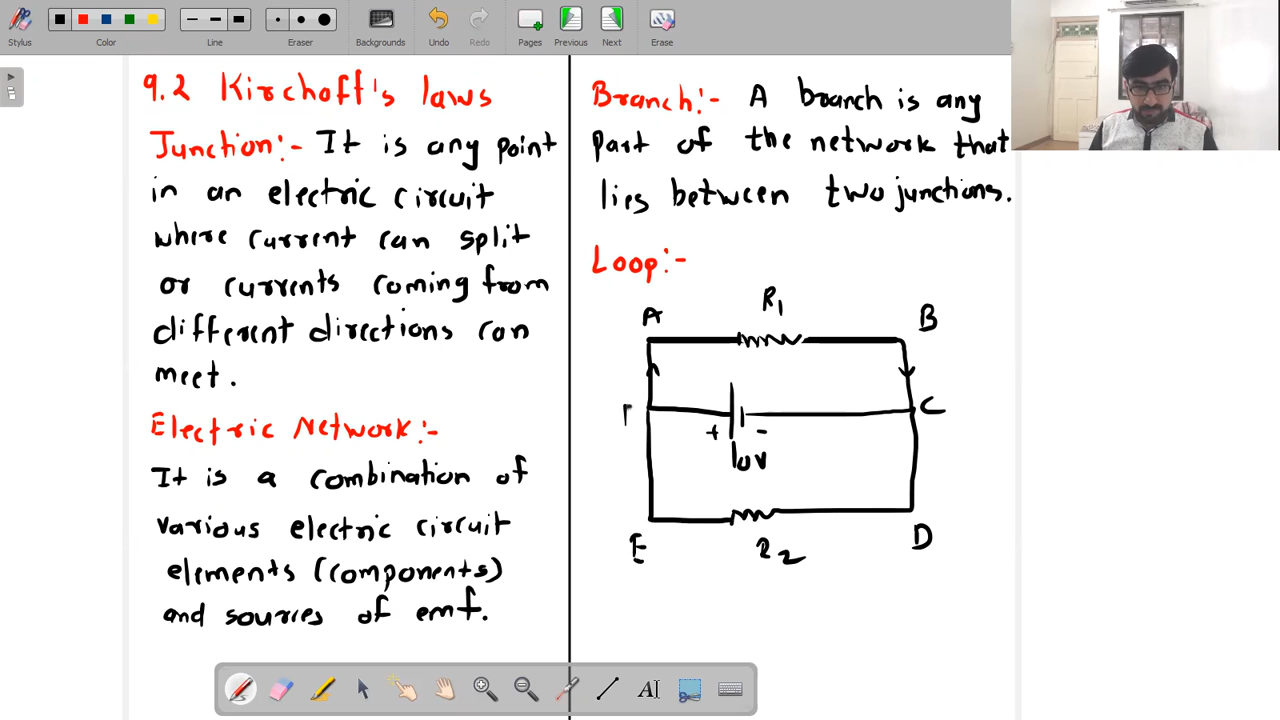 Stylus
Color
Line
Eraser
Backgrounds
Undo
Redo
Pages
Previous
Next
Erase
9.2 Kirchoff's laws
Junction:- It is any point
in an electric circuit
where current can split
or currents coming from
different directions can
meet.
Electric Network:-
It is a combination of
various electric circuit
elements (components)
and sources of emf.
Branch:- A branch is any
part of the network that
lies between two junctions.
Loop:-
R1
A
B
C
+ -
10V
E
R2
D
AI